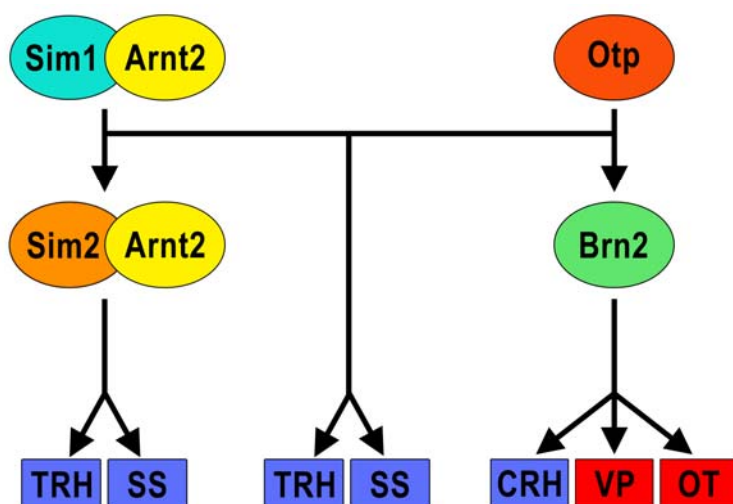 Sim1 Arnt2 Otp
Sim2 Arnt2 Brn2
TRH SS TRH SS CRH VP OT